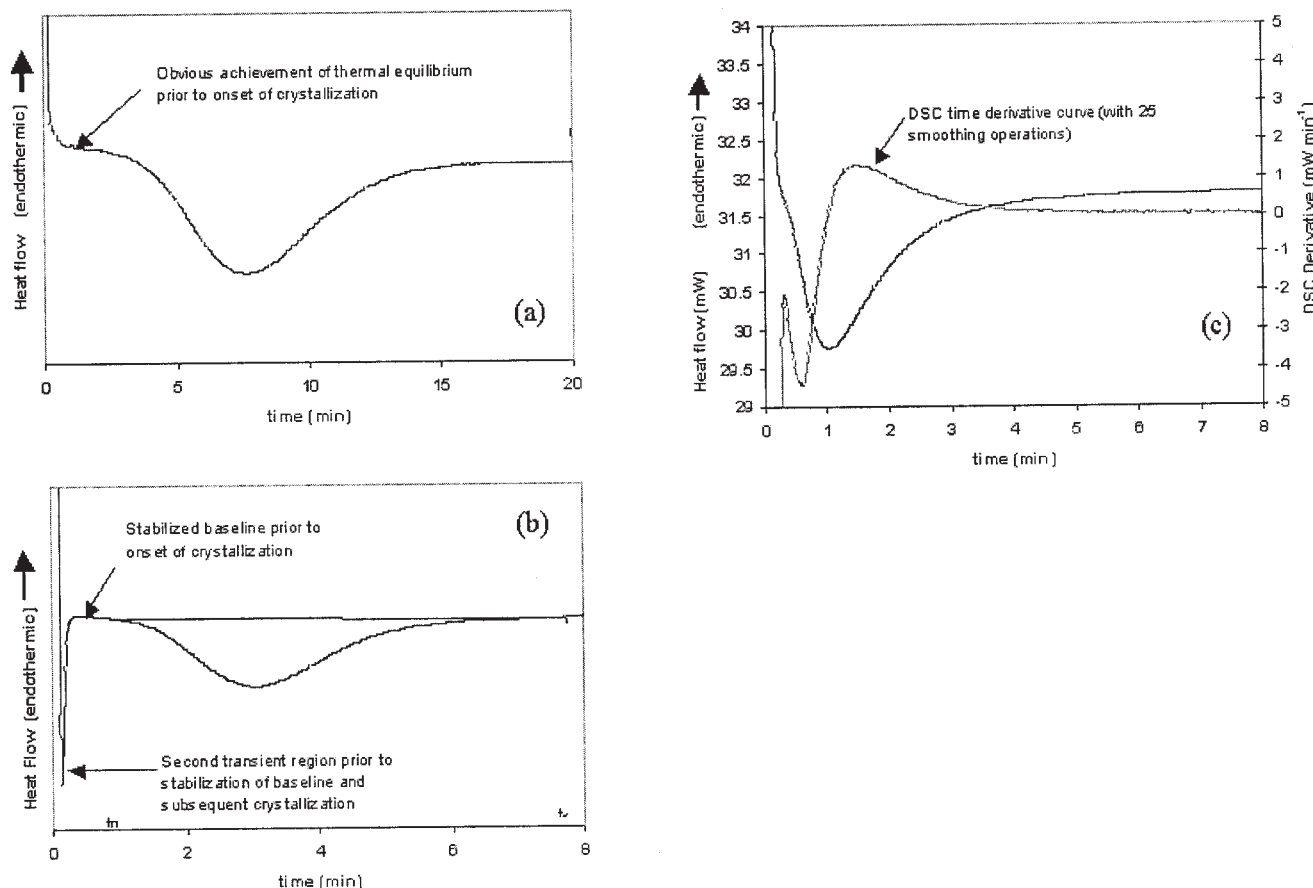 Heat flow (endothermic)
Obvious achievement of thermal equilibrium
prior to onset of crystallization
(a)
0
5
10
15
20
time (min)
Heat Flow (endothermic)
Stabilized baseline prior to
onset of crystallization
(b)
Second transient region prior to
stabilization of baseline and
subsequent crystallization
0
2
4
6
8
time (min)
Heat flow (mW) (endothermic)
34
33.5
33
32.5
32
31.5
31
30.5
30
29.5
29
DSC time derivative curve (with 25
smoothing operations)
(c)
5
4
3
2
1
0
-1
-2
-3
-4
-5
DSC Derivative (mW min-1)
0
1
2
3
4
5
6
7
8
time (min)